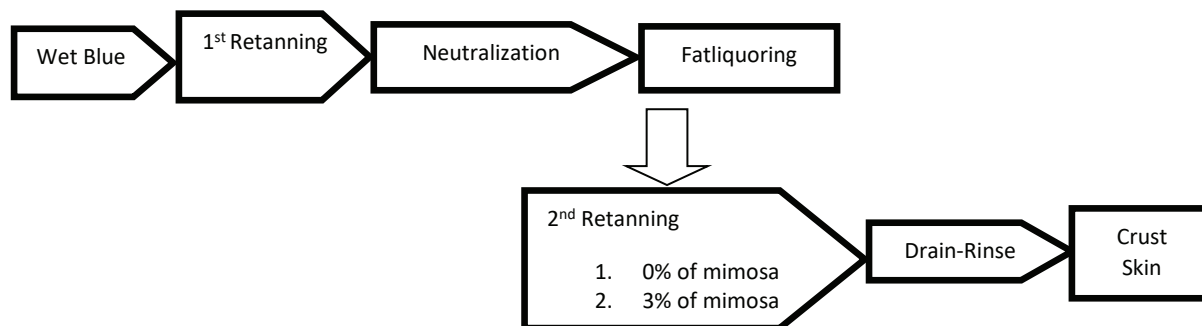 Wet Blue
1st Retanning
Neutralization
Fatliquoring
2nd Retanning
1. 0% of mimosa
2. 3% of mimosa
Drain-Rinse
Crust
Skin